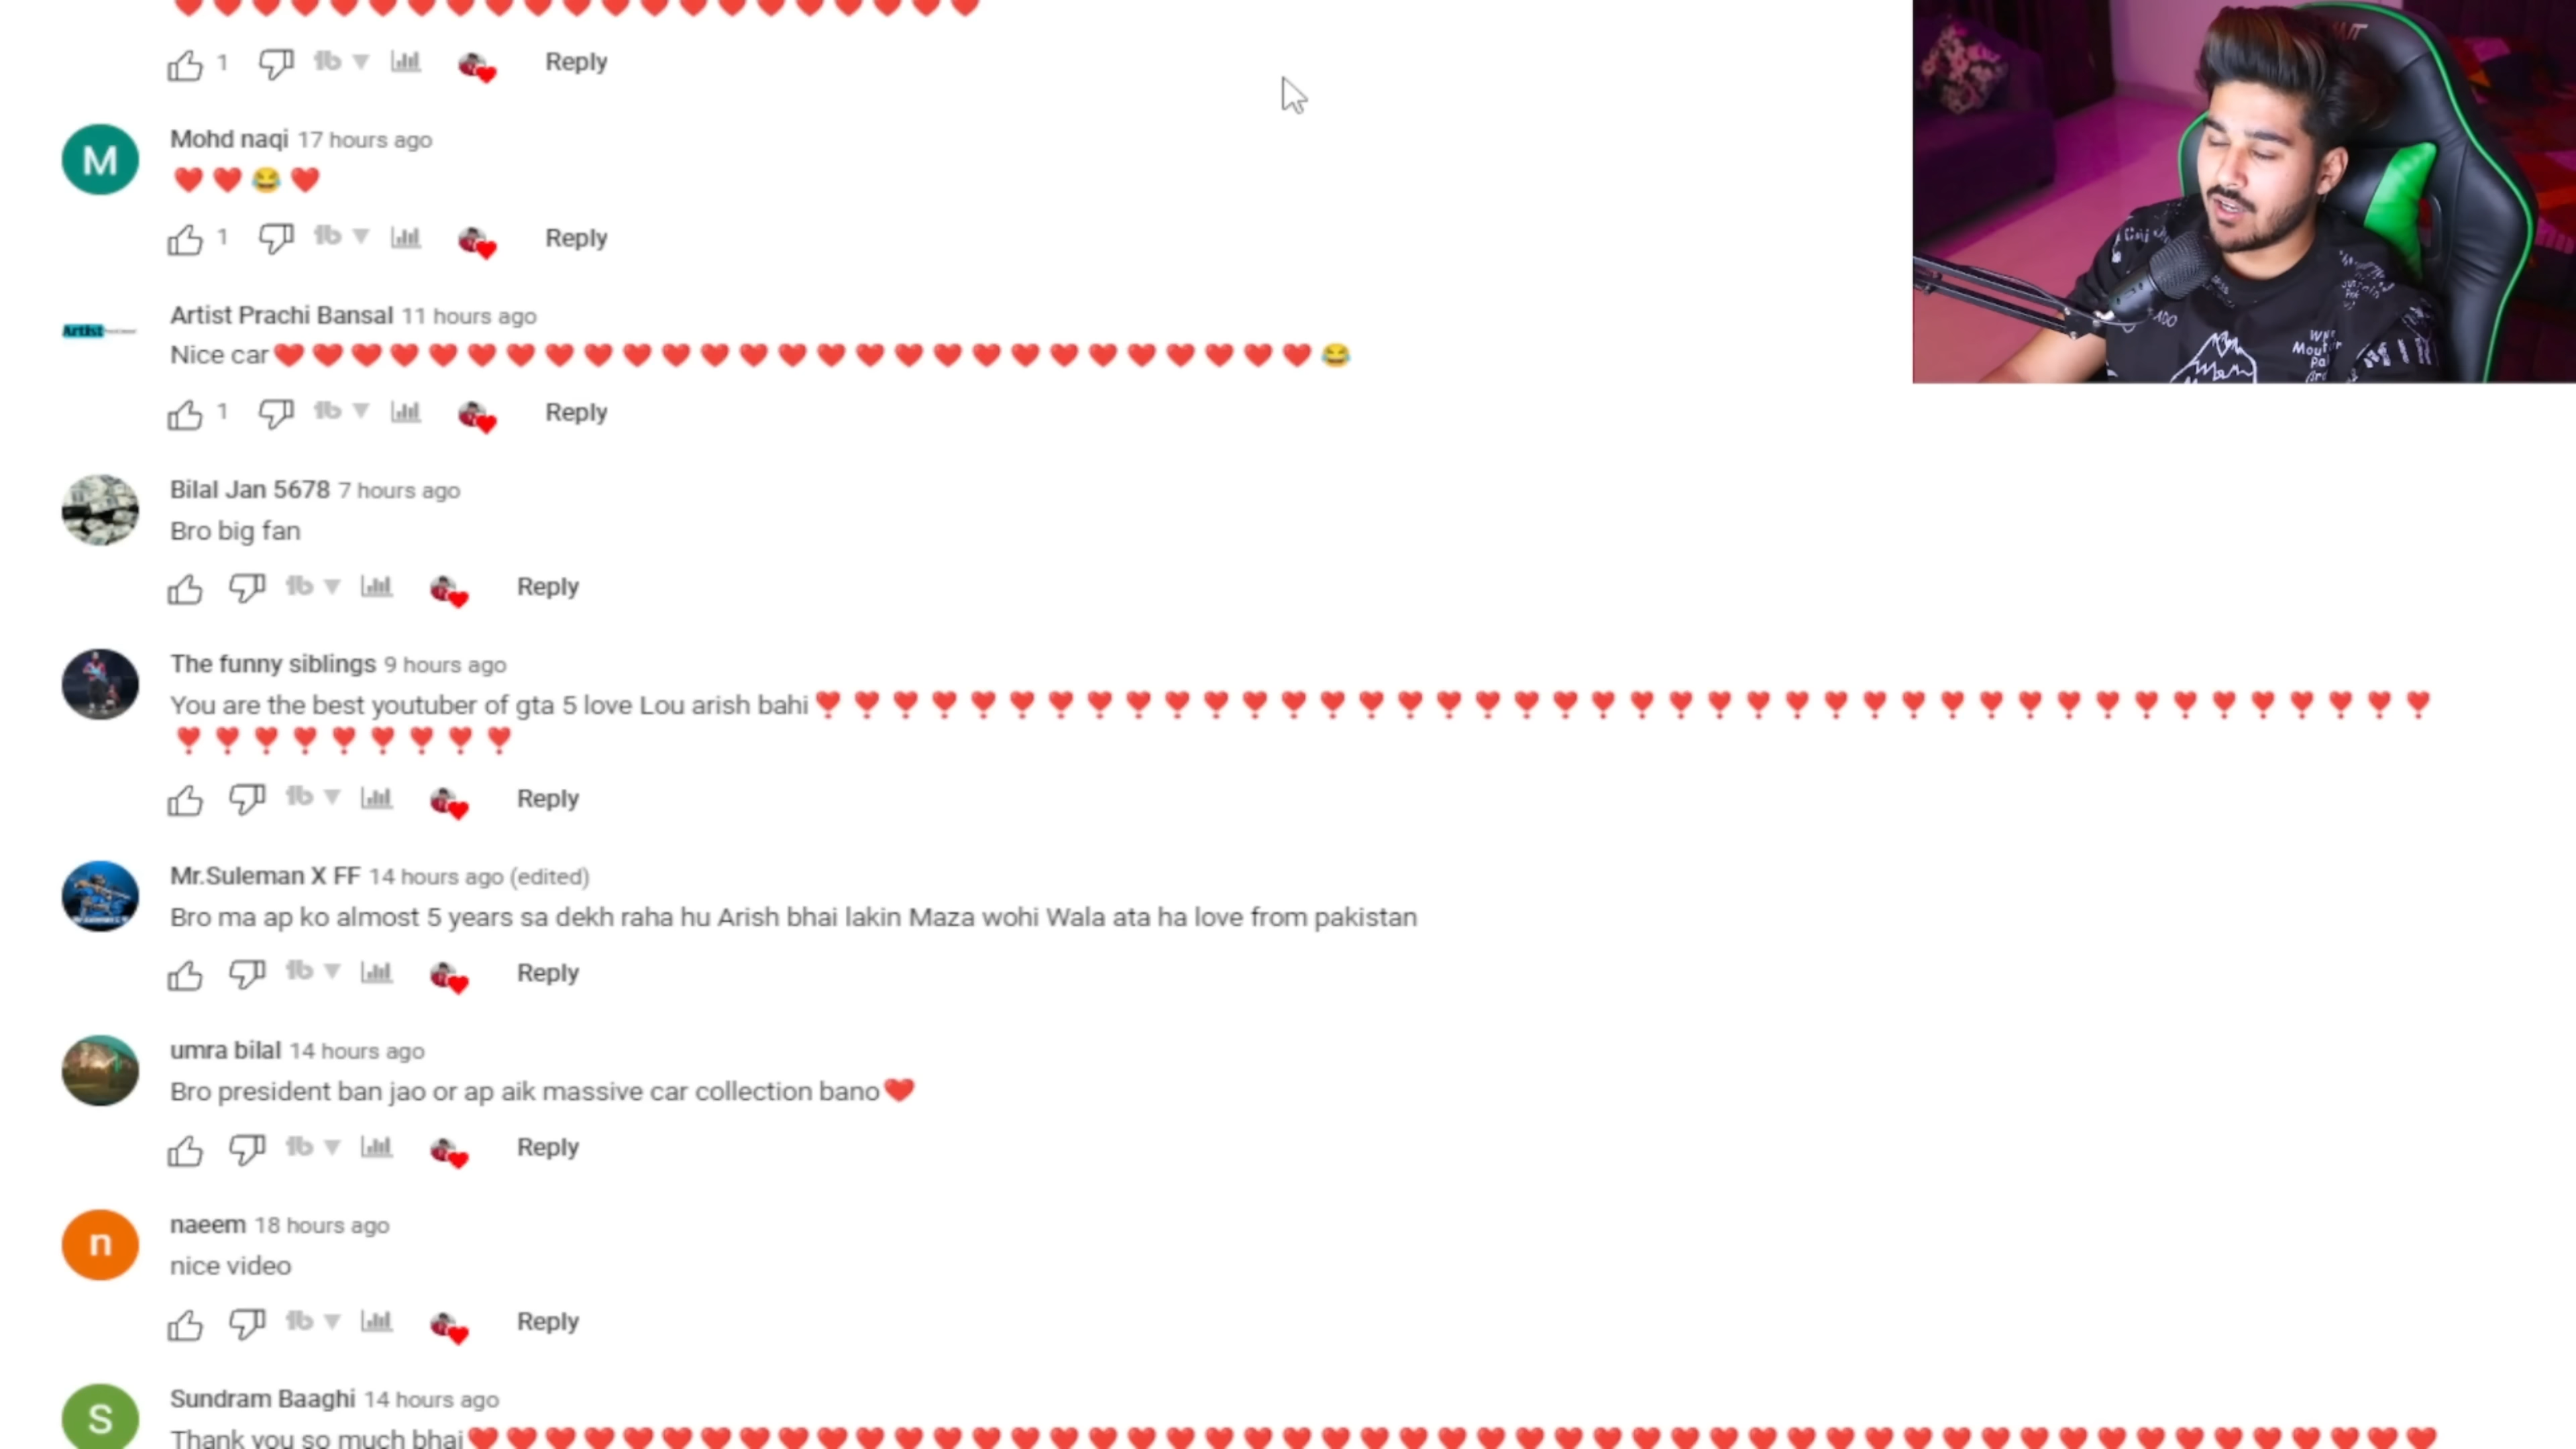 1 Reply
Mohd naqi 17 hours ago
❤️❤️😂❤️
1 Reply
Artist
Artist Prachi Bansal 11 hours ago
Nice car❤️❤️❤️❤️❤️❤️❤️❤️❤️❤️❤️❤️❤️❤️❤️❤️❤️❤️❤️❤️❤️❤️❤️❤️❤️❤️❤️😂
1 Reply
Bilal Jan 5678 7 hours ago
Bro big fan
Reply
The funny siblings 9 hours ago
You are the best youtuber of gta 5 love Lou arish bahi❣️❣️❣️❣️❣️❣️❣️❣️❣️❣️❣️❣️❣️❣️❣️❣️❣️❣️❣️❣️❣️❣️❣️❣️❣️❣️❣️❣️❣️❣️❣️❣️❣️❣️❣️❣️❣️❣️❣️❣️❣️❣️
❣️❣️❣️❣️❣️❣️❣️❣️❣️
Reply
Mr.Suleman X FF 14 hours ago (edited)
Bro ma ap ko almost 5 years sa dekh raha hu Arish bhai lakin Maza wohi Wala ata ha love from pakistan
Reply
umra bilal 14 hours ago
Bro president ban jao or ap aik massive car collection bano❤️
Reply
naeem 18 hours ago
nice video
Reply
Sundram Baaghi 14 hours ago
Thank you so much bhai❤️❤️❤️❤️❤️❤️❤️❤️❤️❤️❤️❤️❤️❤️❤️❤️❤️❤️❤️❤️❤️❤️❤️❤️❤️❤️❤️❤️❤️❤️❤️❤️❤️❤️❤️❤️❤️❤️❤️❤️❤️❤️❤️❤️❤️❤️❤️❤️❤️❤️❤️